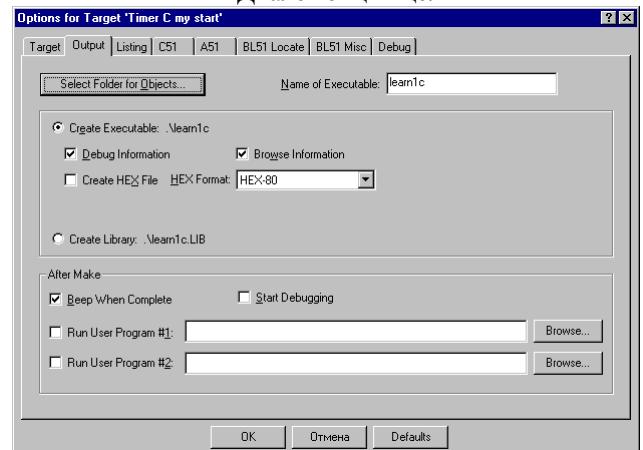 Options for Target 'Timer C my start'
Target Output Listing C51 A51 BL51 Locate BL51 Misc Debug
Select Folder for Objects... Name of Executable: learn1c
Create Executable: .\learn1c
Debug Information Browse Information
Create HEX File HEX Format: HEX-80
Create Library: .\learn1c.LIB
After Make
Beep When Complete Start Debugging
Run User Program #1: Browse...
Run User Program #2: Browse...
OK Отмена Defaults